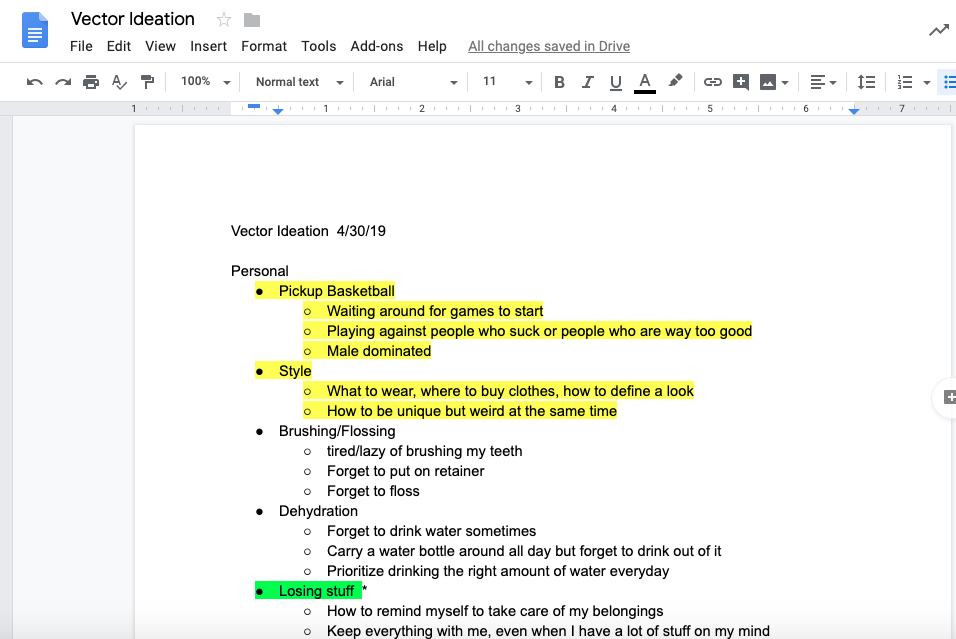 Vector Ideation
File Edit View Insert Format Tools Add-ons Help All changes saved in Drive
100% Normal text Arial 11 B I U A
1 1 2 3 4 5 6 7
Vector Ideation 4/30/19
Personal
● Pickup Basketball
○ Waiting around for games to start
○ Playing against people who suck or people who are way too good
○ Male dominated
● Style
○ What to wear, where to buy clothes, how to define a look
○ How to be unique but weird at the same time
● Brushing/Flossing
○ tired/lazy of brushing my teeth
○ Forget to put on retainer
○ Forget to floss
● Dehydration
○ Forget to drink water sometimes
○ Carry a water bottle around all day but forget to drink out of it
○ Prioritize drinking the right amount of water everyday
● Losing stuff *
○ How to remind myself to take care of my belongings
○ Keep everything with me, even when I have a lot of stuff on my mind